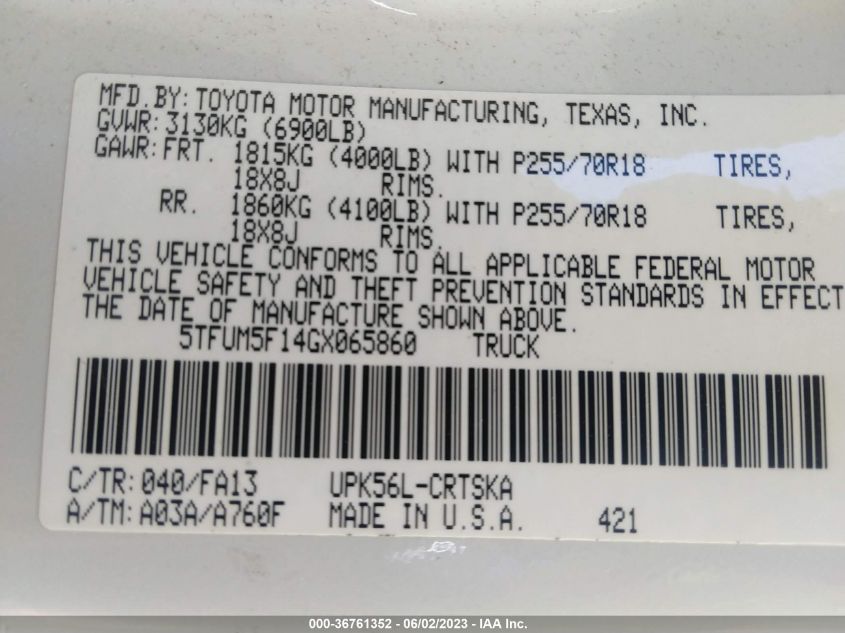 MFD.BY: TOYOTA MOTOR MANUFACTURING, TEXAS, INC.
GVWR: 3130KG (6900LB)
GAWR: FRT. 1815KG (4000LB) WITH P255/70R18 TIRES,
18X8J RIMS.
RR. 1860KG (4100LB) WITH P255/70R18 TIRES,
18X8J RIMS.
THIS VEHICLE CONFORMS TO ALL APPLICABLE FEDERAL MOTOR
VEHICLE SAFETY AND THEFT PREVENTION STANDARDS IN EFFECT
THE DATE OF MANUFACTURE SHOWN ABOVE.
5TFUM5F14GX065860 TRUCK
C/TR: 040/FA13 UPK56L-CRTSKA
A/TM: A03A/A760F MADE IN U.S.A. 421
000-36761352 - 06/02/2023 - IAA Inc.